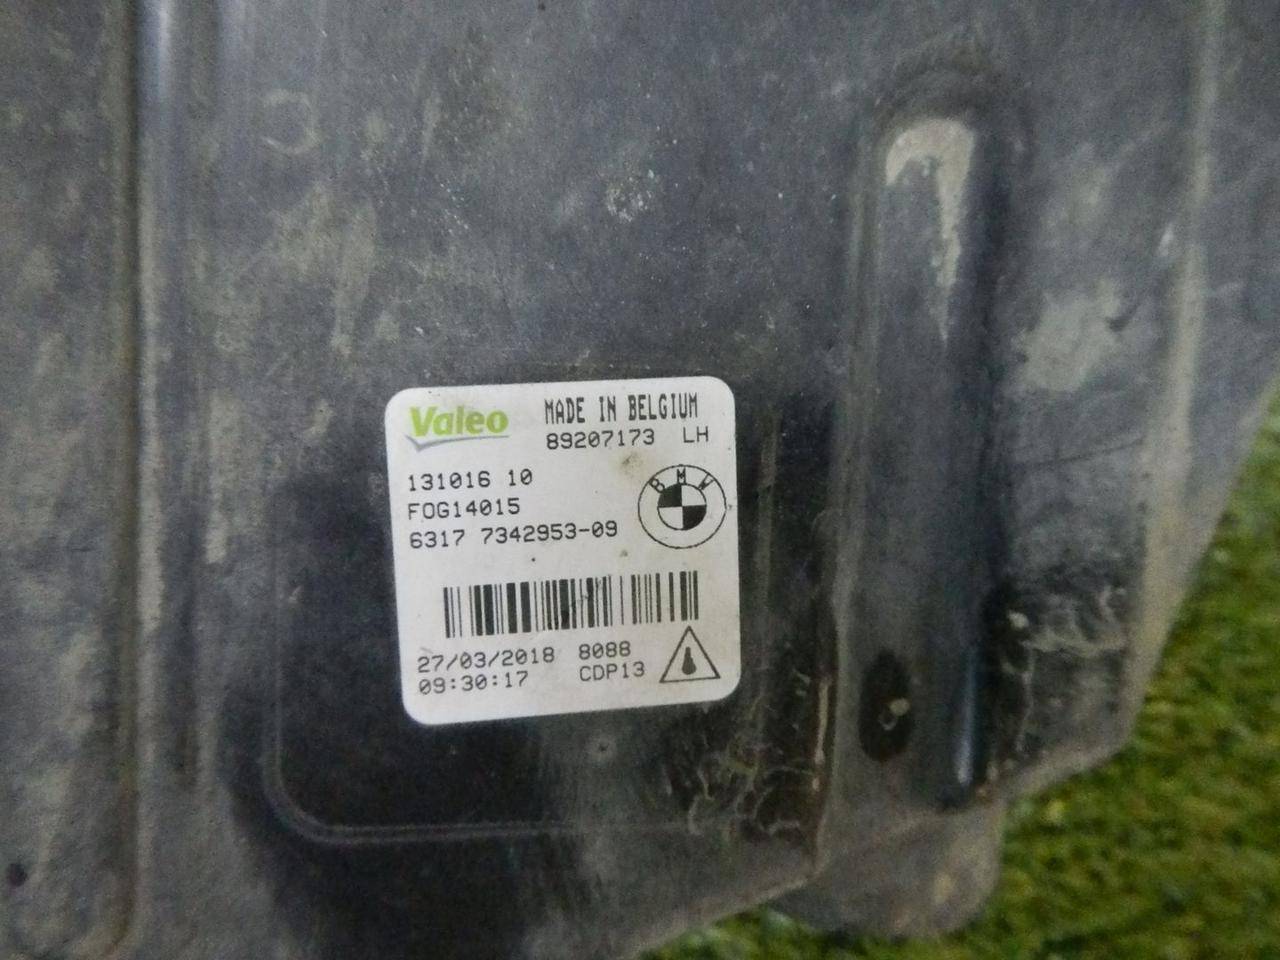 Valeo MADE IN BELGIUM
89207173 LH
131016 10
FOG14015
6317 7342953-09
BMW
27/03/2018 8088
09:30:17 CDP13